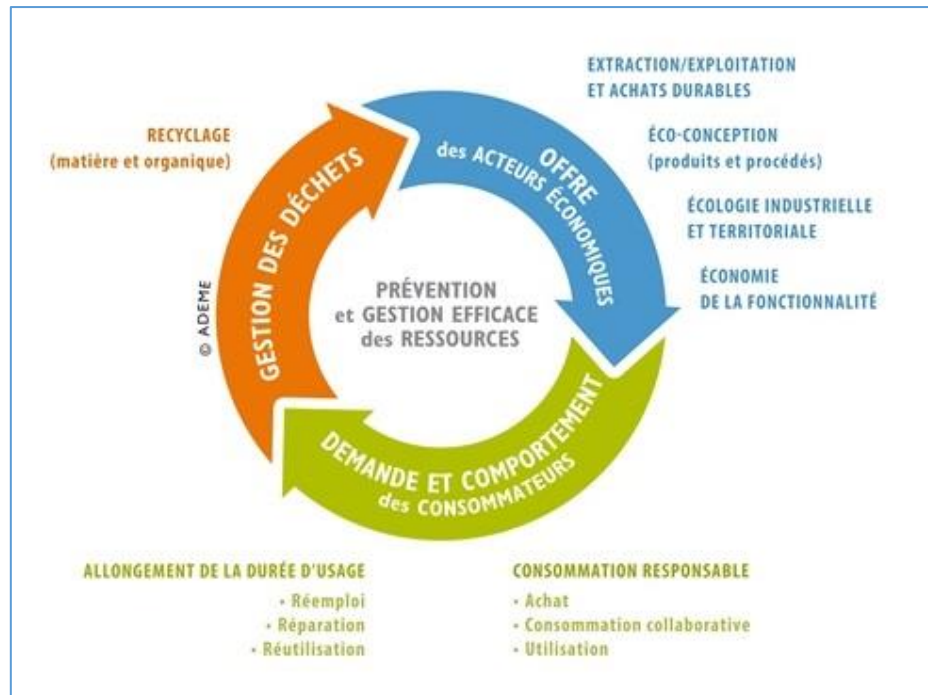 EXTRACTION/EXPLOITATION
ET ACHATS DURABLES
RECYCLAGE
(matière et organique)
ÉCO-CONCEPTION
(produits et procédés)
ÉCOLOGIE INDUSTRIELLE
ET TERRITORIALE
ÉCONOMIE
DE LA FONCTIONNALITÉ
OFFRE
des ACTEURS ÉCONOMIQUES
GESTION DES DÉCHETS
PRÉVENTION
et GESTION EFFICACE
des RESSOURCES
© ADEME
DEMANDE ET COMPORTEMENT
des CONSOMMATEURS
ALLONGEMENT DE LA DURÉE D'USAGE
• Réemploi
• Réparation
• Réutilisation
CONSOMMATION RESPONSABLE
• Achat
• Consommation collaborative
• Utilisation